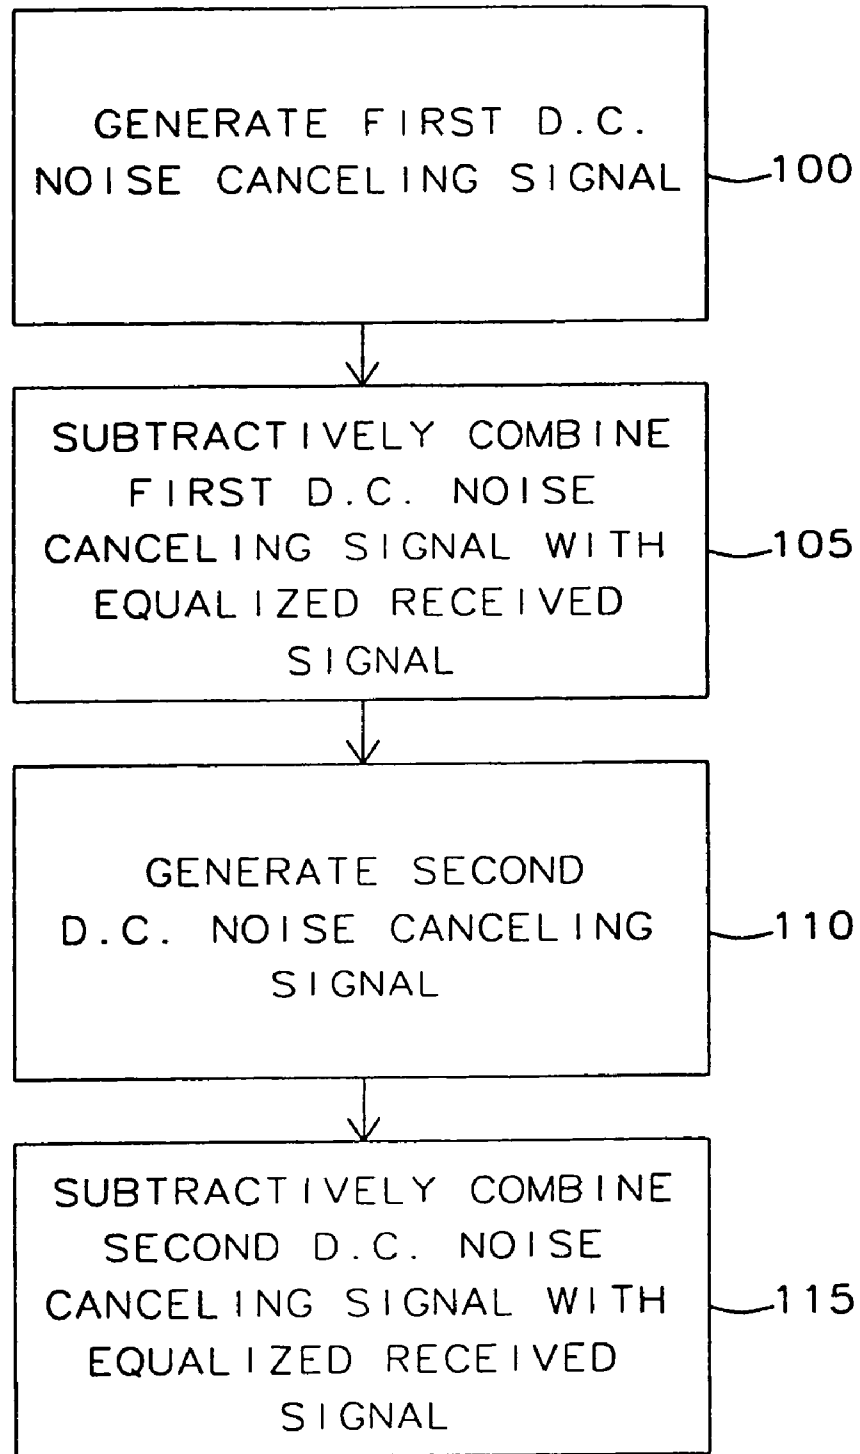 GENERATE FIRST D.C.
NOISE CANCELING SIGNAL
100
SUBTRACTIVELY COMBINE
FIRST D.C. NOISE
CANCELING SIGNAL WITH
EQUALIZED RECEIVED
SIGNAL
105
GENERATE SECOND
D.C. NOISE CANCELING
SIGNAL
110
SUBTRACTIVELY COMBINE
SECOND D.C. NOISE
CANCELING SIGNAL WITH
EQUALIZED RECEIVED
SIGNAL
115